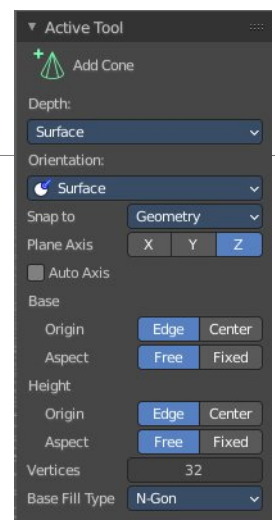 Active Tool
Add Cone
Depth:
Surface
Orientation:
Surface
Snap to Geometry
Plane Axis X Y Z
Auto Axis
Base
Origin Edge Center
Aspect Free Fixed
Height
Origin Edge Center
Aspect Free Fixed
Vertices 32
Base Fill Type N-Gon